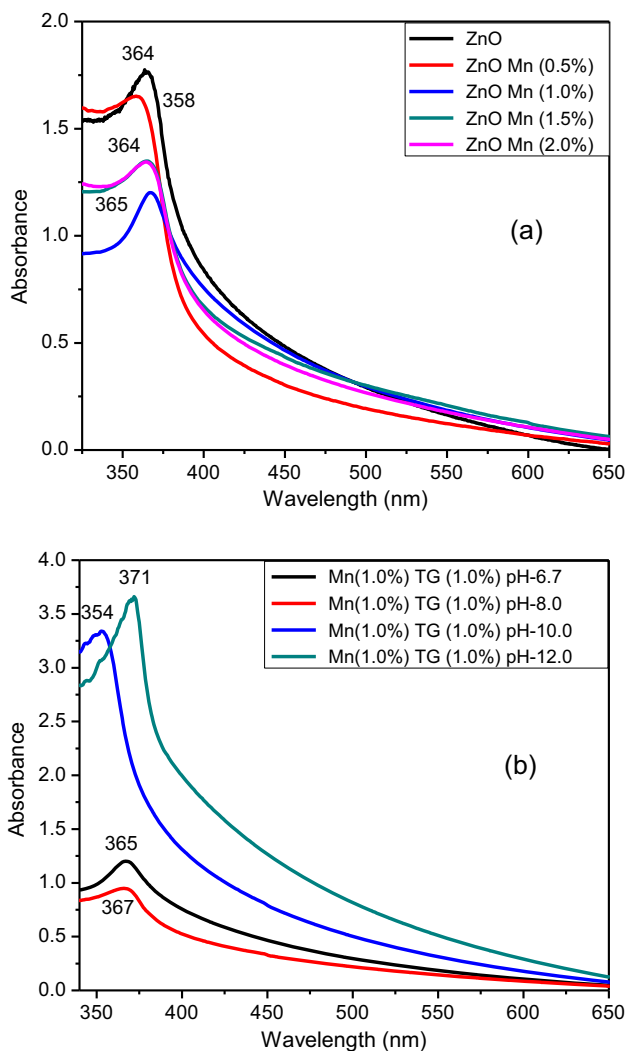 2.0
364
ZnO
ZnO Mn (0.5%)
ZnO Mn (1.0%)
ZnO Mn (1.5%)
ZnO Mn (2.0%)
358
1.5
364
365
(a)
1.0
0.5
0.0
Absorbance
350 400 450 500 550 600 650
Wavelength (nm)
4.0
371
Mn(1.0%) TG (1.0%) pH-6.7
Mn(1.0%) TG (1.0%) pH-8.0
Mn(1.0%) TG (1.0%) pH-10.0
Mn(1.0%) TG (1.0%) pH-12.0
354
3.5
3.0
2.5
2.0
(b)
1.5
365
1.0
367
0.5
0.0
Absorbance
350 400 450 500 550 600 650
Wavelength (nm)